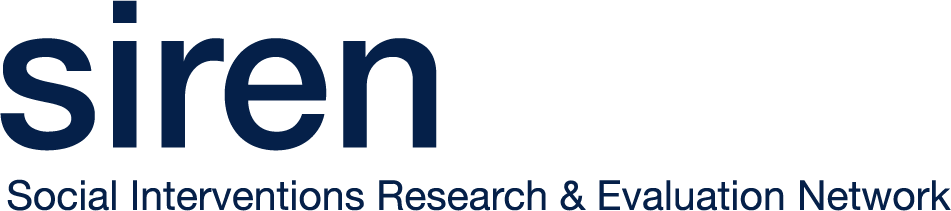 siren
Social Interventions Research & Evaluation Network